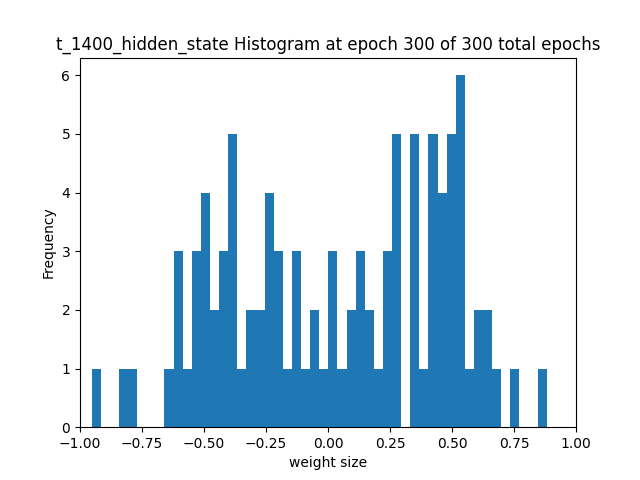 t_1400_hidden_state Histogram at epoch 300 of 300 total epochs
6
5
4
3
2
1
0
Frequency
−1.00 −0.75 −0.50 −0.25 0.00 0.25 0.50 0.75 1.00
weight size